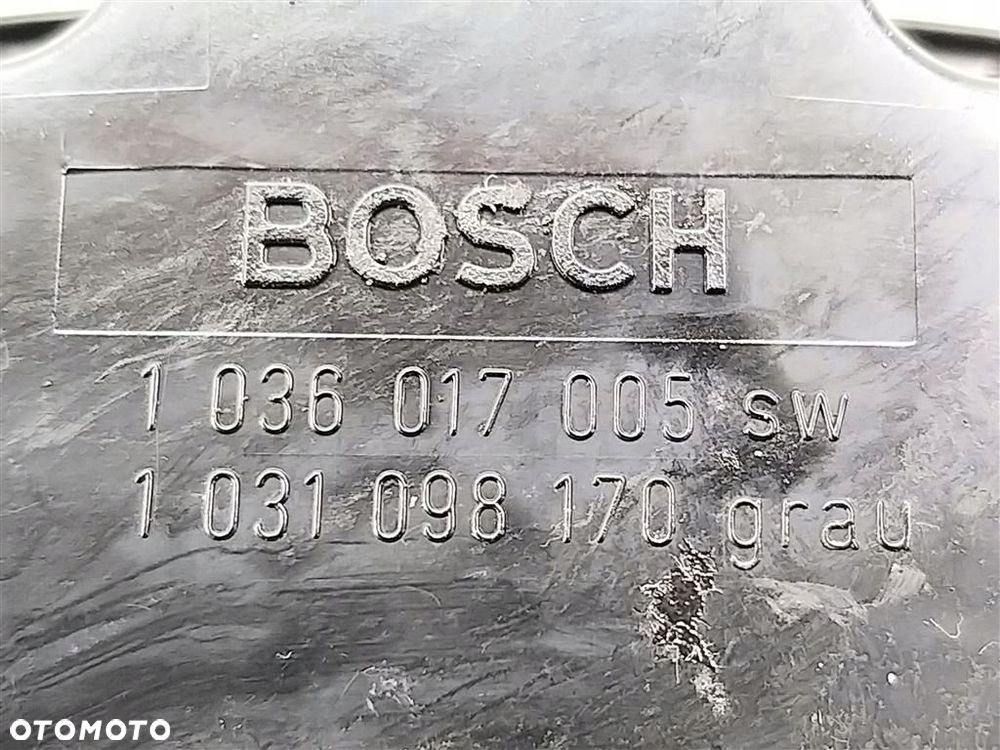 BOSCH
1 036 017 005 sw
1 031 098 170 grau
OTOMOTO